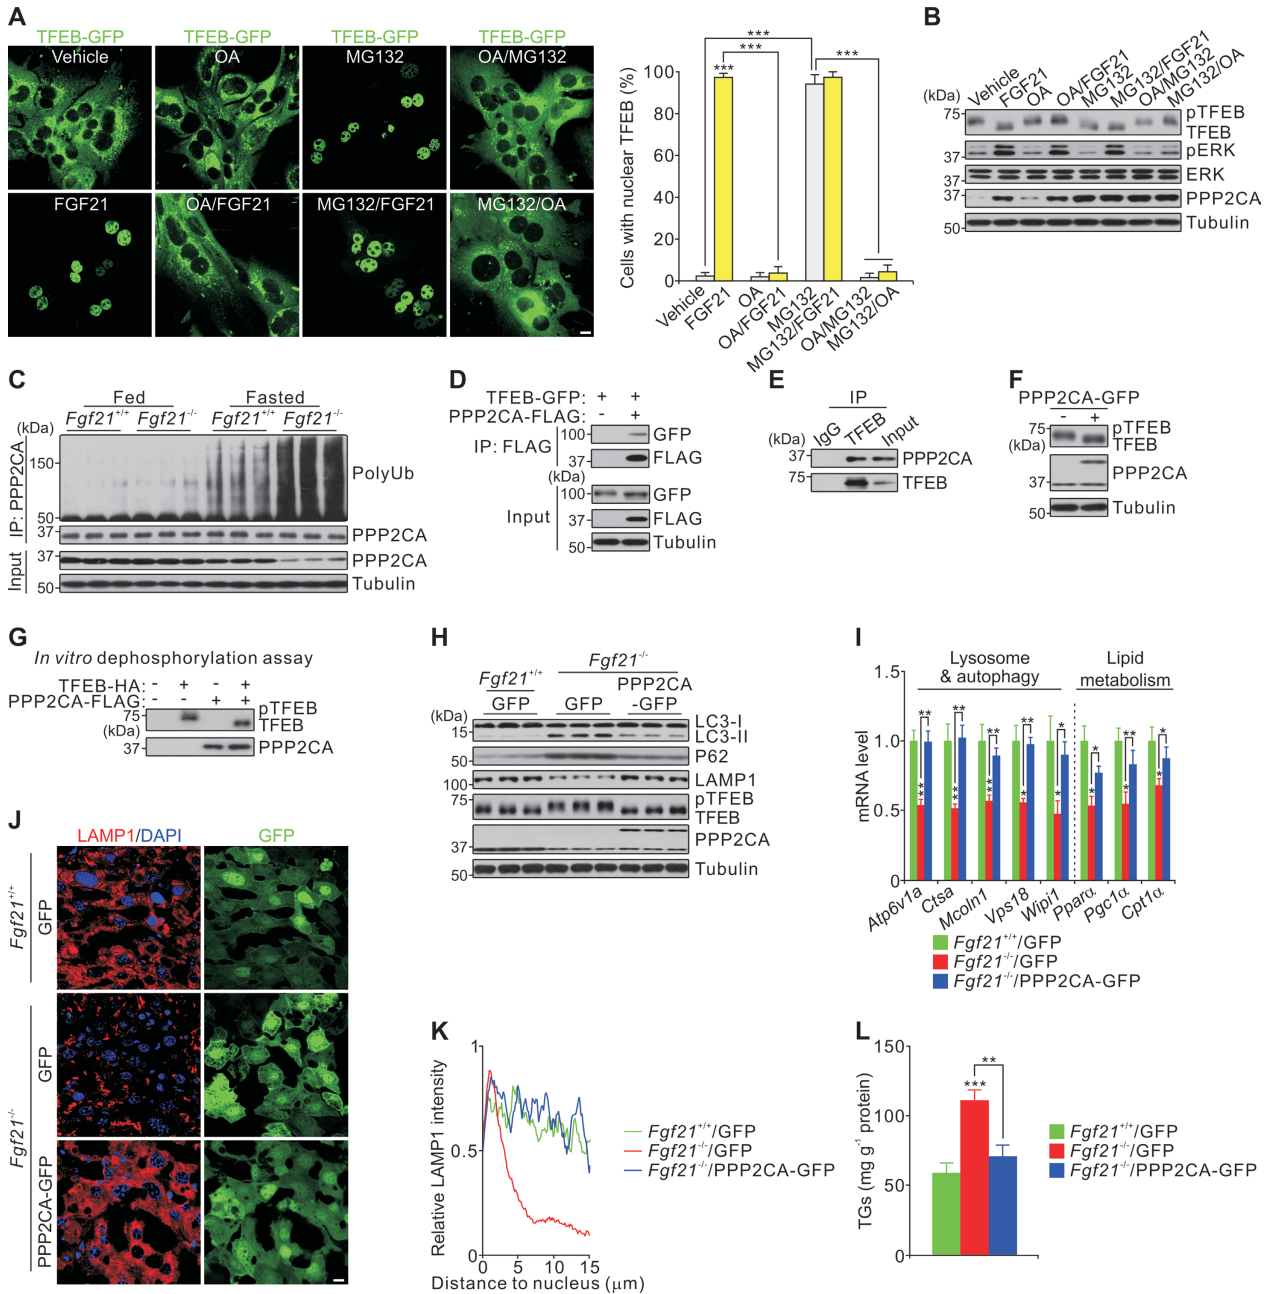 A
TFEB-GFP TFEB-GFP TFEB-GFP TFEB-GFP
Vehicle OA MG132 OA/MG132
FGF21 OA/FGF21 MG132/FGF21 MG132/OA
Cells with nuclear TFEB (%)
100
80
60
40
20
0
***
***
***
***
Vehicle FGF21 OA OA/FGF21 MG132 MG132/FGF21 OA/MG132 MG132/OA
B
Vehicle FGF21 OA OA/FGF21 MG132 MG132/FGF21 OA/MG132 MG132/OA
(kDa)
75 pTFEB
TFEB
37 pERK
37 ERK
37 PPP2CA
50 Tubulin
C
Fed Fasted
Fgf21+/+ Fgf21-/- Fgf21+/+ Fgf21-/-
(kDa)
IP: PPP2CA
150 PolyUb
50
37 PPP2CA
Input
37 PPP2CA
50 Tubulin
D
TFEB-GFP: + +
PPP2CA-FLAG: - +
IP: FLAG
100 GFP
37 FLAG
(kDa)
Input
100 GFP
37 FLAG
50 Tubulin
E
IP
IgG TFEB Input
(kDa)
37 PPP2CA
75 TFEB
F
PPP2CA-GFP
- +
75 pTFEB
(kDa) TFEB
37 PPP2CA
50 Tubulin
G
In vitro dephosphorylation assay
TFEB-HA: - + - +
PPP2CA-FLAG: - - + +
75 pTFEB
(kDa) TFEB
37 PPP2CA
H
Fgf21-/-
Fgf21+/+ PPP2CA
GFP GFP -GFP
(kDa)
LC3-I
15 LC3-II
50 P62
100 LAMP1
75 pTFEB
TFEB
PPP2CA
37
50 Tubulin
I
Lysosome & autophagy
Lipid metabolism
mRNA level
1.5
1.0
0.5
0
** ** ** ** * * ** *
** ** ** * * * * *
Atp6v1a Ctsa Mcoln1 Vps18 Wipi1 Pparα Pgc1α Cpt1α
Fgf21+/+/GFP
Fgf21-/-/GFP
Fgf21-/-/PPP2CA-GFP
J
LAMP1/DAPI GFP
Fgf21+/+
GFP
Fgf21-/-
GFP
PPP2CA-GFP
K
Relative LAMP1 intensity
1
0.5
0
0 5 10 15
Distance to nucleus (μm)
Fgf21+/+/GFP
Fgf21-/-/GFP
Fgf21-/-/PPP2CA-GFP
L
TGs (mg g-1 protein)
150
100
50
0
**
***
Fgf21+/+/GFP
Fgf21-/-/GFP
Fgf21-/-/PPP2CA-GFP